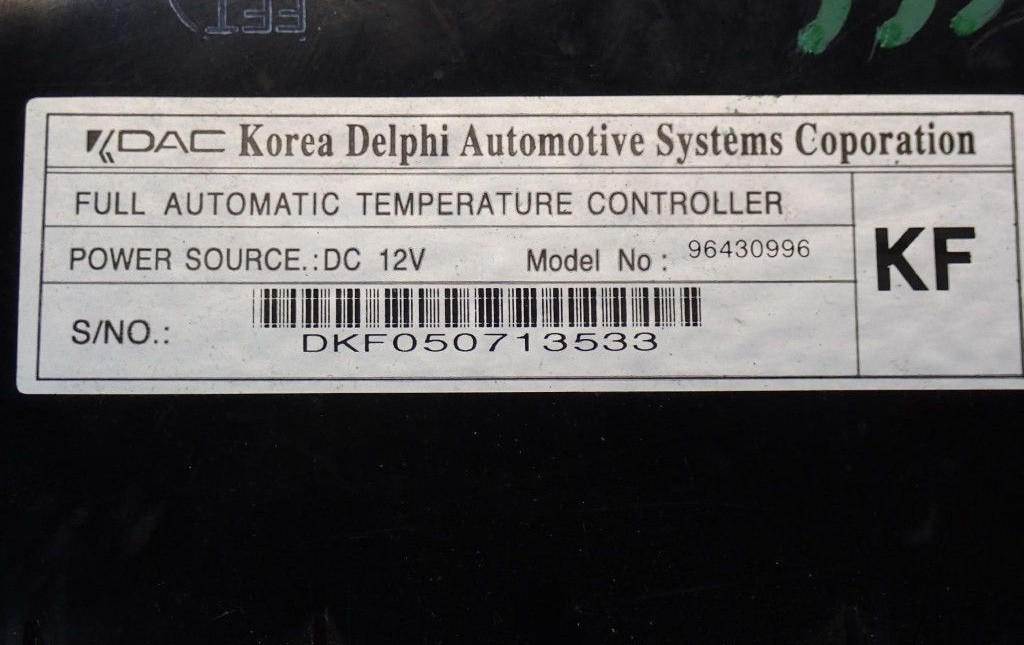 KDAC Korea Delphi Automotive Systems Coporation
FULL AUTOMATIC TEMPERATURE CONTROLLER
KF
POWER SOURCE.:DC 12V Model No : 96430996
S/NO.: DKF050713533